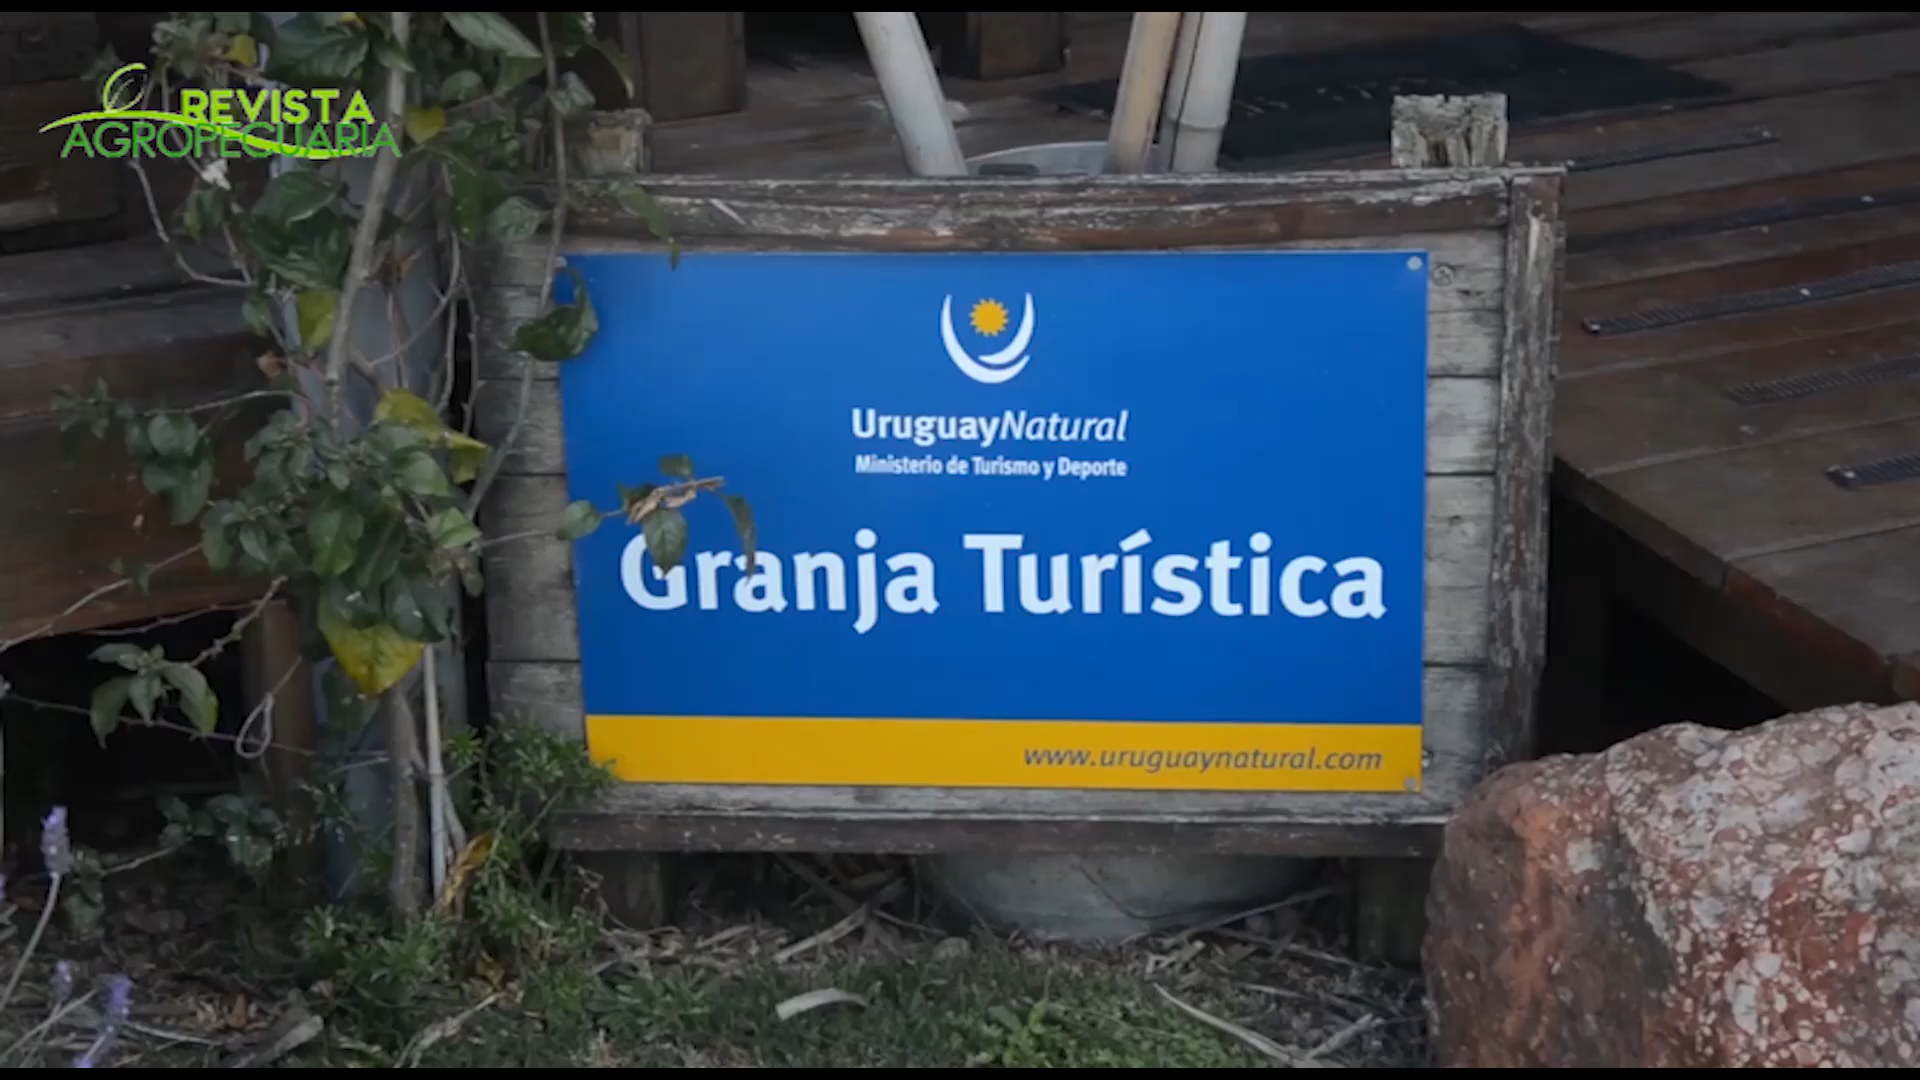 REVISTA
AGROPECUARIA
UruguayNatural
Ministerio de Turismo y Deporte
Granja Turística
www.uruguaynatural.com